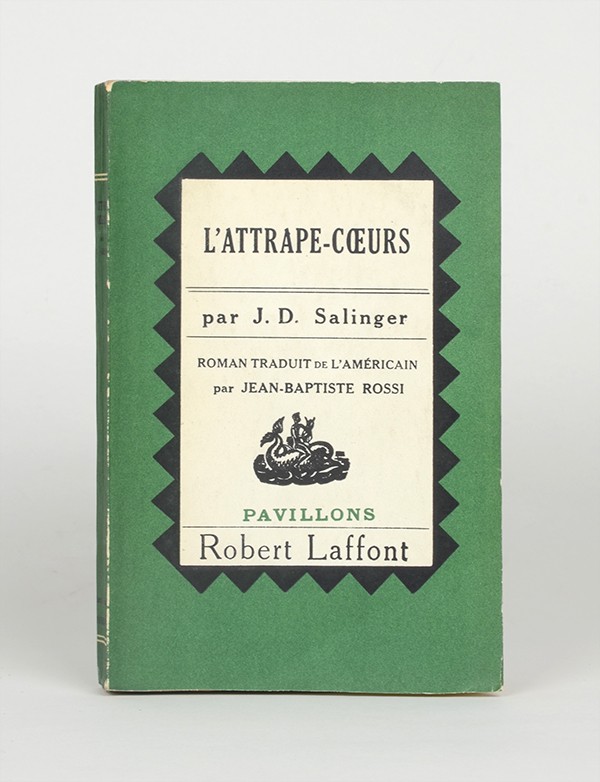 L'ATTRAPE-CŒURS
par J. D. Salinger
ROMAN TRADUIT DE L'AMÉRICAIN
par JEAN-BAPTISTE ROSSI
PAVILLONS
Robert Laffont